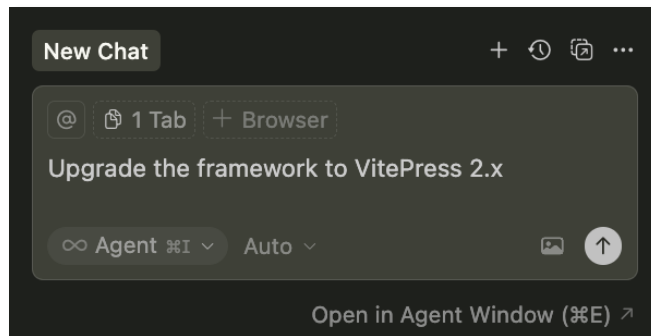 New Chat
@ 1 Tab + Browser
Upgrade the framework to VitePress 2.x
∞ Agent ⌘I Auto
Open in Agent Window (⌘E) ↗